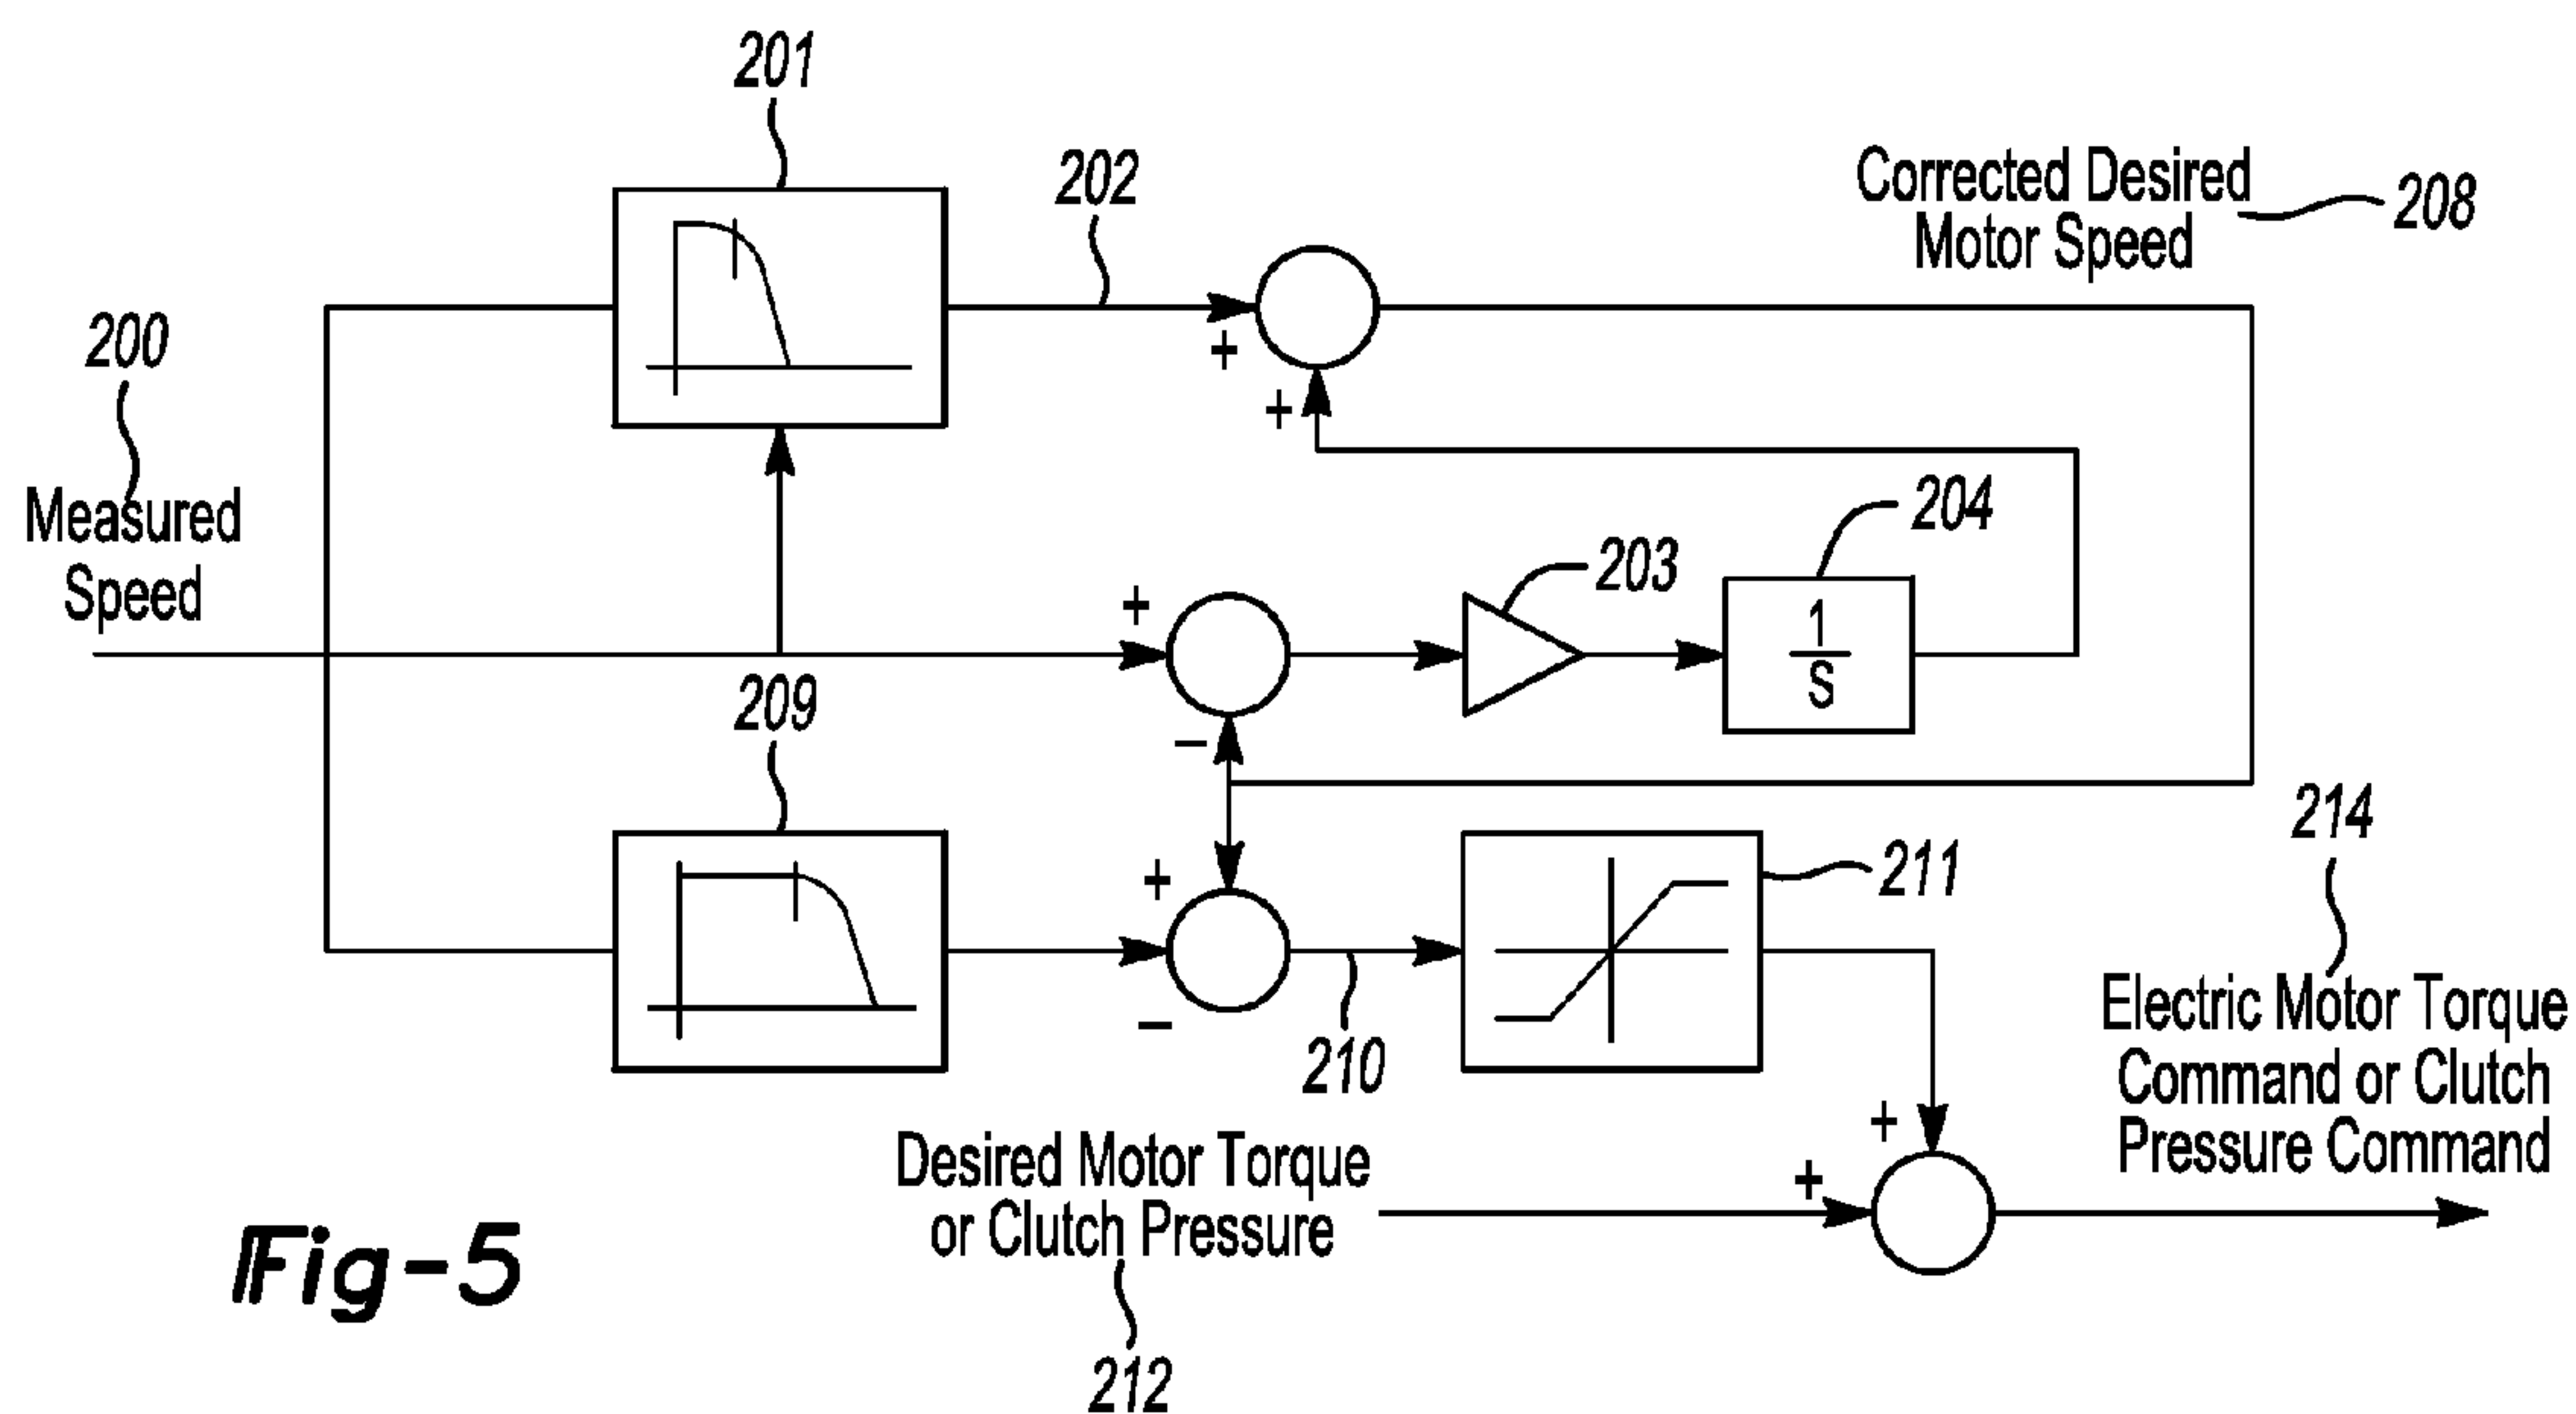 201
202
Corrected Desired
Motor Speed
208
200
Measured
Speed
+
+
204
203
+
1
S
209
−
214
+
211
Electric Motor Torque
Command or Clutch
Pressure Command
−
210
+
Desired Motor Torque
or Clutch Pressure
+
212
Fig-5